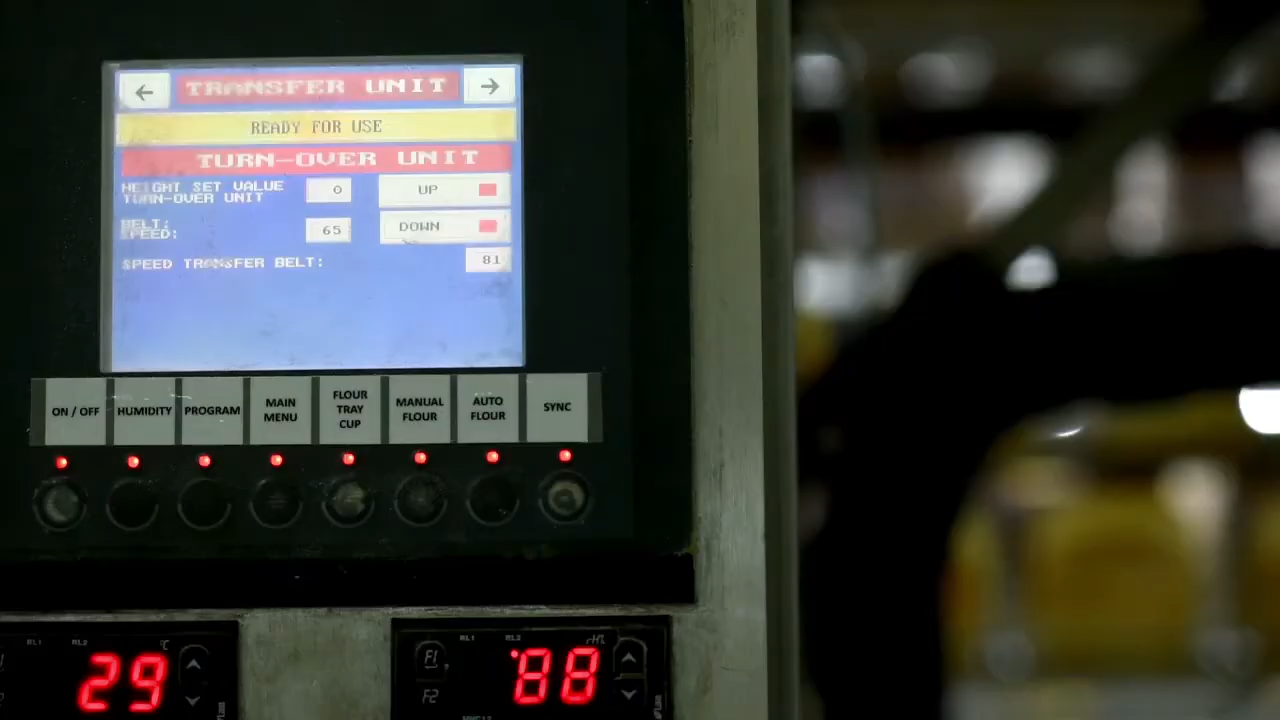 ← TRANSFER UNIT →
READY FOR USE
TURN-OVER UNIT
HEIGHT SET VALUE
TURN-OVER UNIT
0
UP
BELT:
SPEED:
65
DOWN
SPEED TRANSFER BELT:
81
ON / OFF
HUMIDITY
PROGRAM
MAIN
MENU
FLOUR
TRAY
CUP
MANUAL
FLOUR
AUTO
FLOUR
SYNC
RL1 RL2 °C
29
RL1 RL2
F1
88
F2